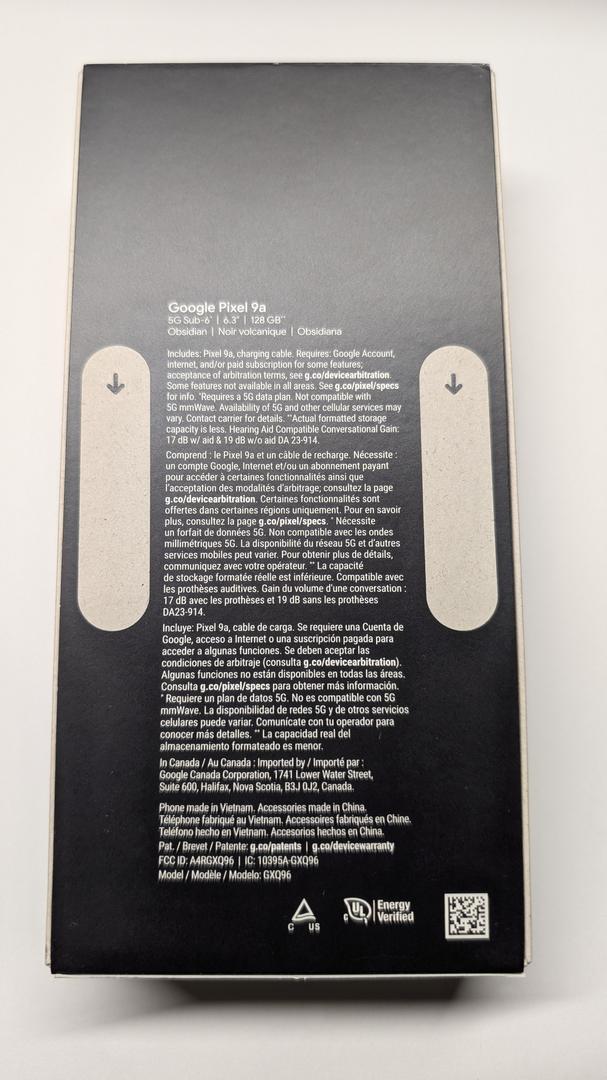 Google Pixel 9a
5G Sub-6* | 6.3" | 128 GB**
Obsidian | Noir volcanique | Obsidiana
Includes: Pixel 9a, charging cable. Requires: Google Account,
internet, and/or paid subscription for some features;
acceptance of arbitration terms, see g.co/devicearbitration.
Some features not available in all areas. See g.co/pixel/specs
for info. *Requires a 5G data plan. Not compatible with
5G mmWave. Availability of 5G and other cellular services may
vary. Contact carrier for details. **Actual formatted storage
capacity is less. Hearing Aid Compatible Conversational Gain:
17 dB w/ aid & 19 dB w/o aid DA 23-914.
Comprend : le Pixel 9a et un câble de recharge. Nécessite :
un compte Google, Internet et/ou un abonnement payant
pour accéder à certaines fonctionnalités ainsi que
l'acceptation des modalités d'arbitrage; consultez la page
g.co/devicearbitration. Certaines fonctionnalités sont
offertes dans certaines régions uniquement. Pour en savoir
plus, consultez la page g.co/pixel/specs. * Nécessite
un forfait de données 5G. Non compatible avec les ondes
millimétriques 5G. La disponibilité du réseau 5G et d'autres
services mobiles peut varier. Pour obtenir plus de détails,
communiquez avec votre opérateur. ** La capacité
de stockage formatée réelle est inférieure. Compatible avec
les prothèses auditives. Gain du volume d'une conversation :
17 dB avec les prothèses et 19 dB sans les prothèses
DA23-914.
Incluye: Pixel 9a, cable de carga. Se requiere una Cuenta de
Google, acceso a Internet o una suscripción pagada para
acceder a algunas funciones. Se deben aceptar las
condiciones de arbitraje (consulta g.co/devicearbitration).
Algunas funciones no están disponibles en todas las áreas.
Consulta g.co/pixel/specs para obtener más información.
* Requiere un plan de datos 5G. No es compatible con 5G
mmWave. La disponibilidad de redes 5G y de otros servicios
celulares puede variar. Comunícate con tu operador para
conocer más detalles. ** La capacidad real del
almacenamiento formateado es menor.
In Canada / Au Canada : Imported by / Importé par :
Google Canada Corporation, 1741 Lower Water Street,
Suite 600, Halifax, Nova Scotia, B3J 0J2, Canada.
Phone made in Vietnam. Accessories made in China.
Téléphone fabriqué au Vietnam. Accessoires fabriqués en Chine.
Teléfono hecho en Vietnam. Accesorios hechos en China.
Pat. / Brevet / Patente: g.co/patents | g.co/devicewarranty
FCC ID: A4RGXQ96 | IC: 10395A-GXQ96
Model / Modèle / Modelo: GXQ96
C US
c UL Energy
Verified